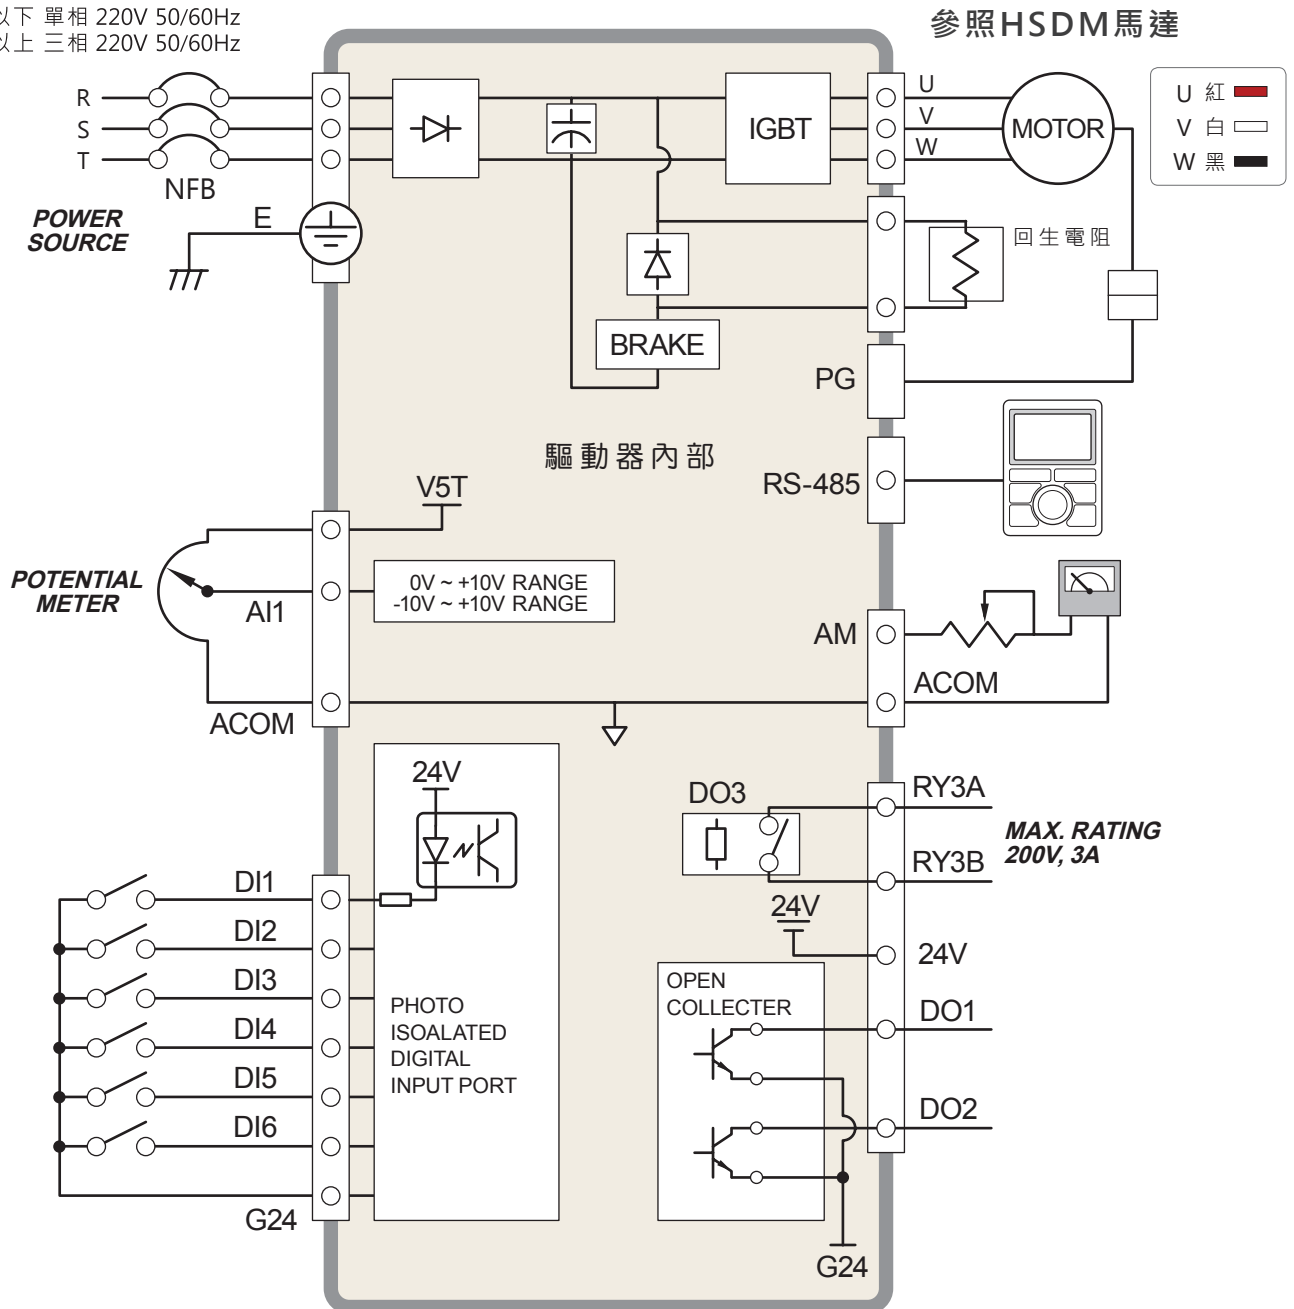 以下 單相 220V 50/60Hz
以上 三相 220V 50/60Hz
參照HSDM馬達
R
S
T
NFB
POWER
SOURCE
E
IGBT
U
V
W
MOTOR
U 紅
V 白
W 黑
回生電阻
BRAKE
PG
驅動器內部
RS-485
V5T
POTENTIAL
METER
AI1
0V ~ +10V RANGE
-10V ~ +10V RANGE
AM
ACOM
ACOM
24V
DO3
RY3A
MAX. RATING
200V, 3A
RY3B
24V
24V
DI1
DI2
DI3
DI4
DI5
DI6
G24
PHOTO
ISOALATED
DIGITAL
INPUT PORT
OPEN
COLLECTER
DO1
DO2
G24